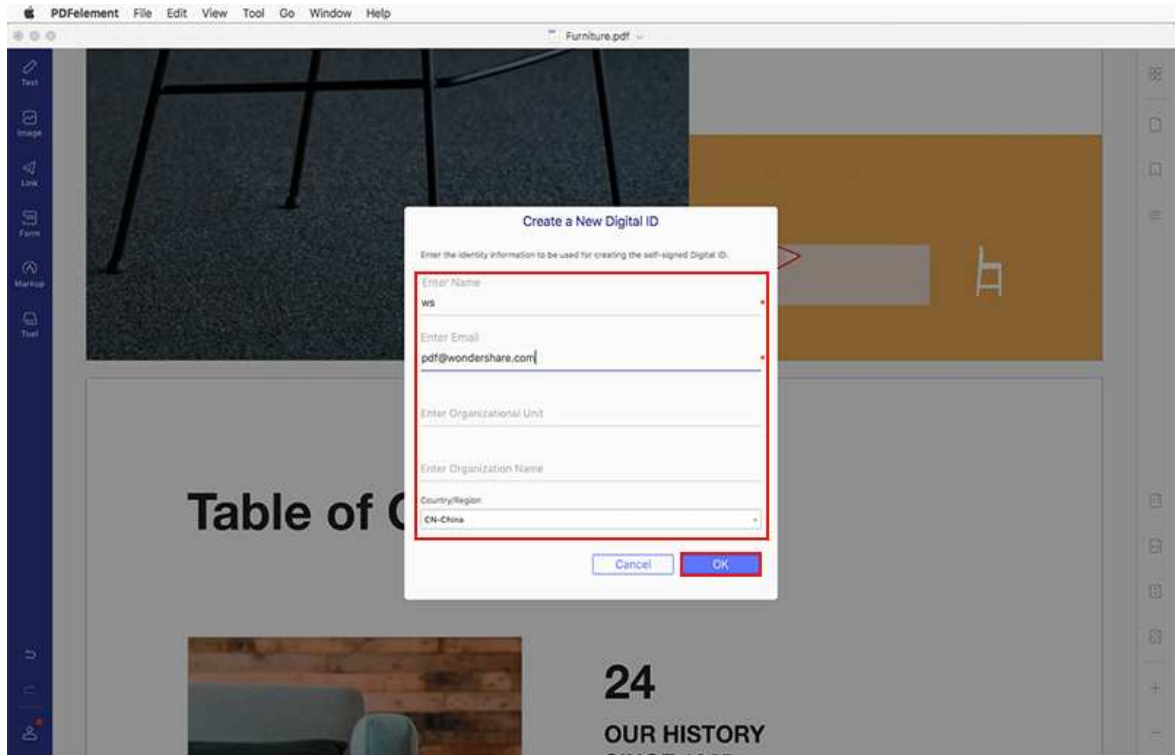 PDFelement File Edit View Tool Go Window Help
Furniture.pdf
Text
Image
Link
Form
Markup
Tool
Create a New Digital ID
Enter the identity information to be used for creating the self-signed Digital ID.
Enter Name
ws
*
Enter Email
pdf@wondershare.com
*
Enter Organizational Unit
Enter Organization Name
Country/Region
CN-China
Cancel OK
Table of
24
OUR HISTORY